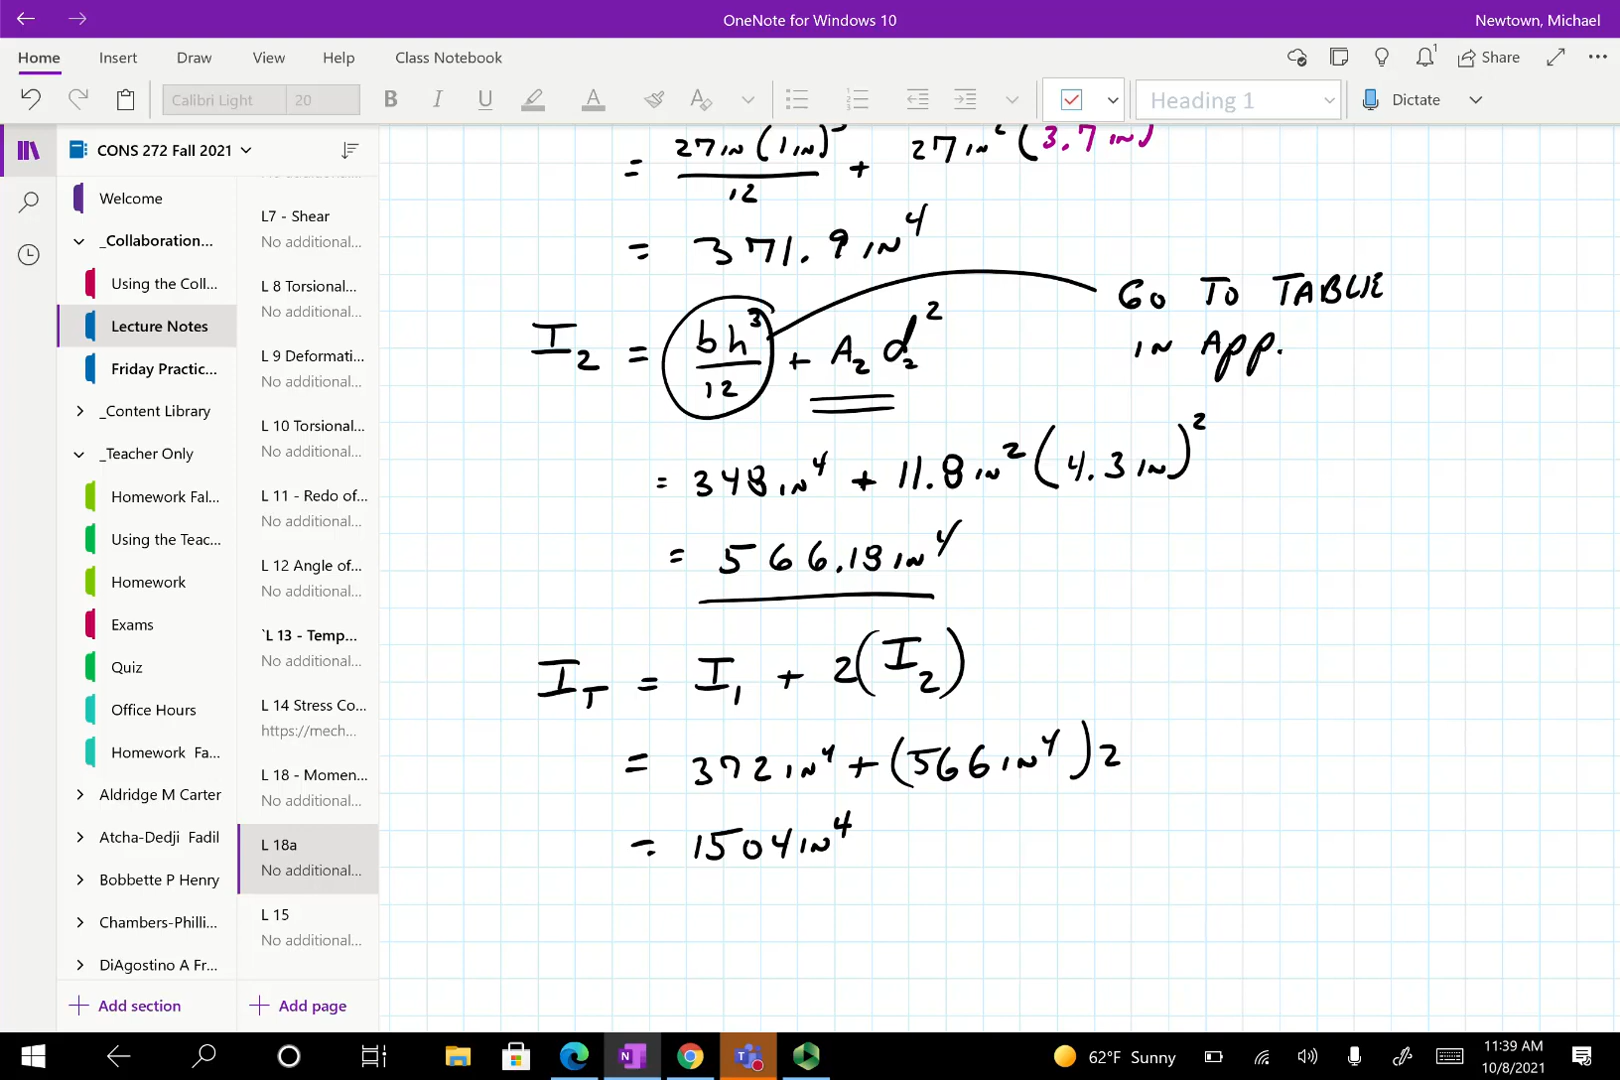 OneNote for Windows 10
Newtown, Michael
Home Insert Draw View Help Class Notebook
1 Share
Calibri Light 20 B I U A A Heading 1 Dictate
CONS 272 Fall 2021
Welcome
_Collaboration...
Using the Coll...
Lecture Notes
Friday Practic...
_Content Library
_Teacher Only
Homework Fal...
Using the Teac...
Homework
Exams
Quiz
Office Hours
Homework Fa...
Aldridge M Carter
Atcha-Dedji Fadil
Bobbette P Henry
Chambers-Philli...
DiAgostino A Fr...
Add section
No additional...
L7 - Shear
No additional...
L 8 Torsional...
No additional...
L 9 Deformati...
No additional...
L 10 Torsional...
No additional...
L 11 - Redo of...
No additional...
L 12 Angle of...
No additional...
`L 13 - Temp...
No additional...
L 14 Stress Co...
https://mech...
L 18 - Momen...
No additional...
L 18a
No additional...
L 15
No additional...
Add page
= 27in (1in)³/12 + 27in² (3.7in)
= 371.9in⁴
I₂ = bh³/12 + A₂d₂²
GO TO TABLE
IN APP.
= 348in⁴ + 11.8in² (4.3in)²
= 566.18in⁴
I_T = I₁ + 2(I₂)
= 372in⁴ + (566in⁴)2
= 1504in⁴
62°F Sunny
11:39 AM
10/8/2021